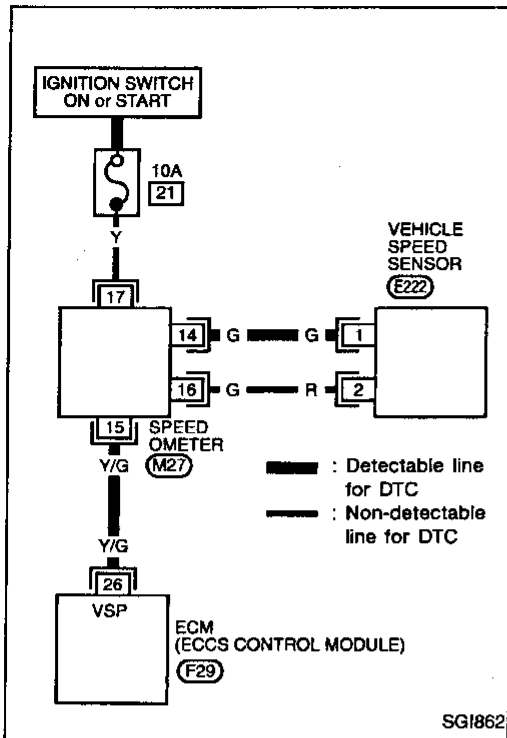 IGNITION SWITCH
ON or START
10A
21
Y
17
VEHICLE
SPEED
SENSOR
E222
14 G G 1
16 G R 2
15 SPEED
OMETER
M27
Y/G
: Detectable line
for DTC
: Non-detectable
line for DTC
Y/G
26
VSP
ECM
(ECCS CONTROL MODULE)
F29
SGI862